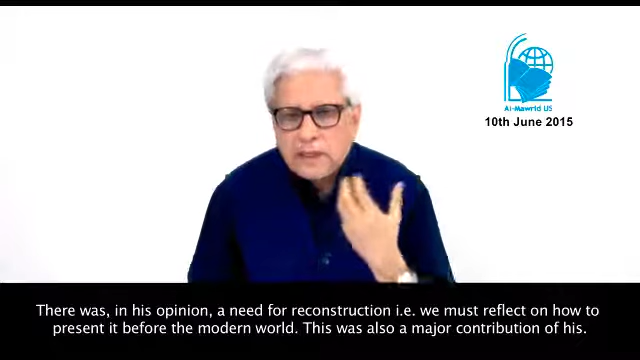 Al-Mawrid US
10th June 2015
There was, in his opinion, a need for reconstruction i.e. we must reflect on how to
present it before the modern world. This was also a major contribution of his.